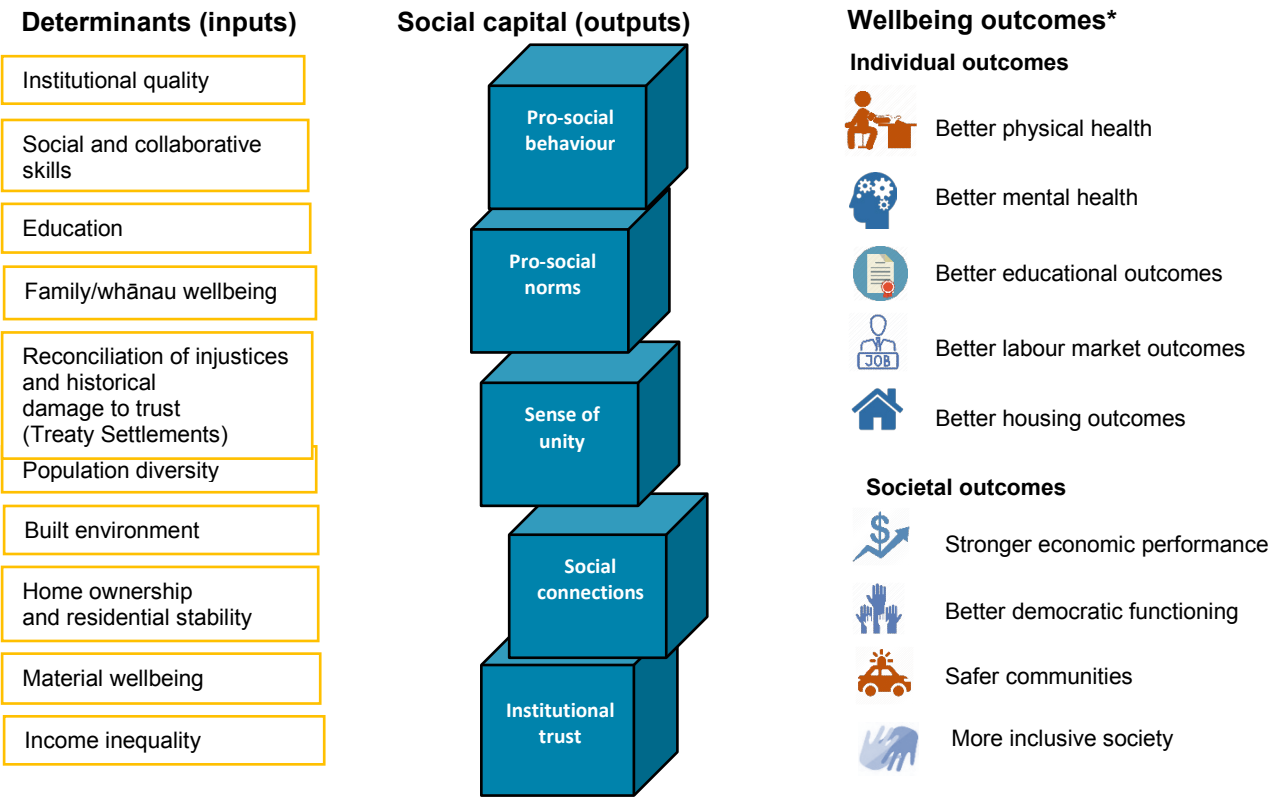 Determinants (inputs)
Institutional quality
Social and collaborative
skills
Education
Family/whānau wellbeing
Reconciliation of injustices
and historical
damage to trust
(Treaty Settlements)
Population diversity
Built environment
Home ownership
and residential stability
Material wellbeing
Income inequality
Social capital (outputs)
Pro-social
behaviour
Pro-social
norms
Sense of
unity
Social
connections
Institutional
trust
Wellbeing outcomes*
Individual outcomes
Better physical health
Better mental health
Better educational outcomes
JOB
Better labour market outcomes
Better housing outcomes
Societal outcomes
$
Stronger economic performance
Better democratic functioning
Safer communities
More inclusive society